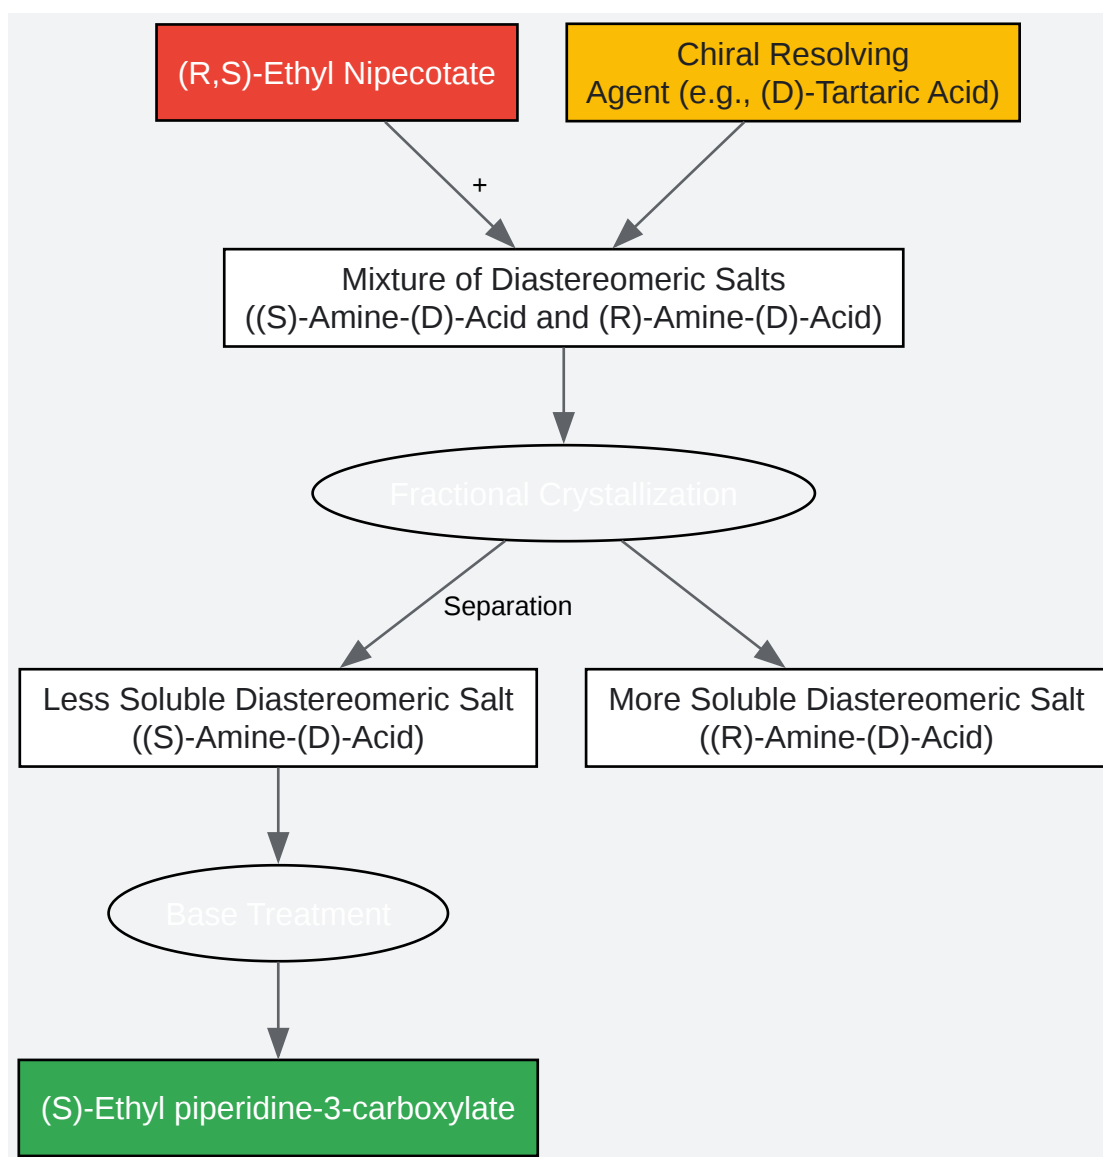 (R,S)-Ethyl Nipecotate
Chiral Resolving
Agent (e.g., (D)-Tartaric Acid)
+
Mixture of Diastereomeric Salts
((S)-Amine-(D)-Acid and (R)-Amine-(D)-Acid)
Fractional Crystallization
Separation
Less Soluble Diastereomeric Salt
((S)-Amine-(D)-Acid)
More Soluble Diastereomeric Salt
((R)-Amine-(D)-Acid)
Base Treatment
(S)-Ethyl piperidine-3-carboxylate